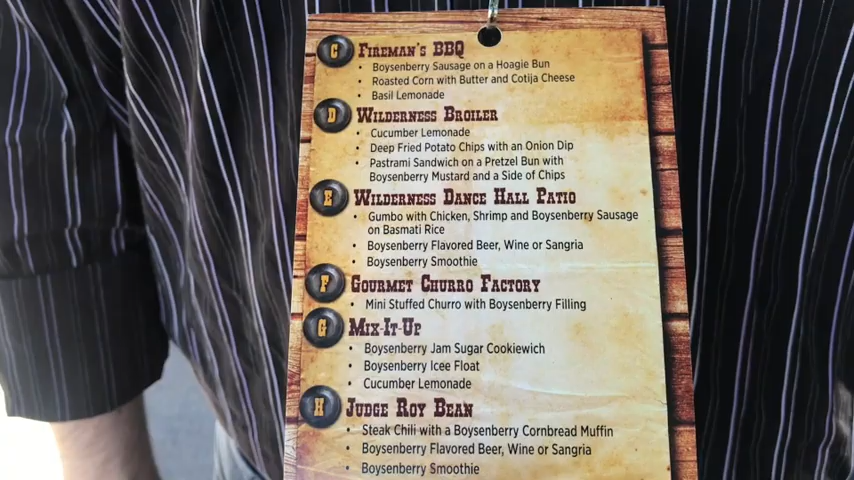 C FIREMAN'S BBQ
• Boysenberry Sausage on a Hoagie Bun
• Roasted Corn with Butter and Cotija Cheese
• Basil Lemonade
D WILDERNESS BROILER
• Cucumber Lemonade
• Deep Fried Potato Chips with an Onion Dip
• Pastrami Sandwich on a Pretzel Bun with
Boysenberry Mustard and a Side of Chips
E WILDERNESS DANCE HALL PATIO
• Gumbo with Chicken, Shrimp and Boysenberry Sausage
on Basmati Rice
• Boysenberry Flavored Beer, Wine or Sangria
• Boysenberry Smoothie
F GOURMET CHURRO FACTORY
• Mini Stuffed Churro with Boysenberry Filling
G MIX-IT-UP
• Boysenberry Jam Sugar Cookiewich
• Boysenberry Icee Float
• Cucumber Lemonade
H JUDGE ROY BEAN
• Steak Chili with a Boysenberry Cornbread Muffin
• Boysenberry Flavored Beer, Wine or Sangria
• Boysenberry Smoothie